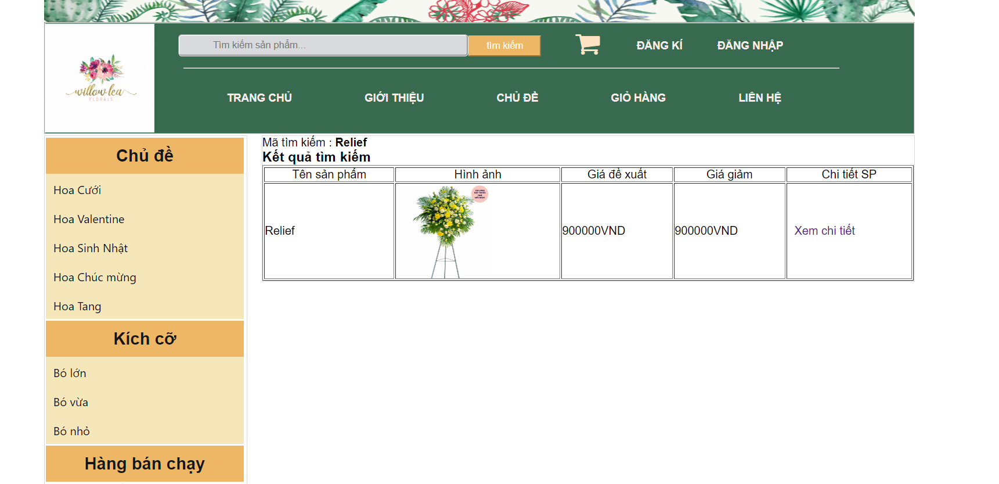 willow lea
FLORALS
Tìm kiếm sản phẩm...
tìm kiếm
ĐĂNG KÍ
ĐĂNG NHẬP
TRANG CHỦ
GIỚI THIỆU
CHỦ ĐỀ
GIỎ HÀNG
LIÊN HỆ
Chủ đề
Hoa Cưới
Hoa Valentine
Hoa Sinh Nhật
Hoa Chúc mừng
Hoa Tang
Kích cỡ
Bó lớn
Bó vừa
Bó nhỏ
Hàng bán chạy
Mã tìm kiếm : Relief
Kết quả tìm kiếm
Tên sản phẩm
Hình ảnh
Giá đề xuất
Giá giảm
Chi tiết SP
Relief
900000VND
900000VND
Xem chi tiết